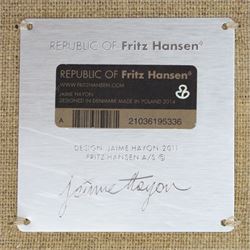 REPUBLIC OF Fritz Hansen®
REPUBLIC OF Fritz Hansen®
WWW.FRITZHANSEN.COM
JAIME HAYON
DESIGNED IN DENMARK MADE IN POLAND 2014
A 21036195336
DESIGN: JAIME HAYON 2011
FRITZ HANSEN A/S ©
jaime Hayon